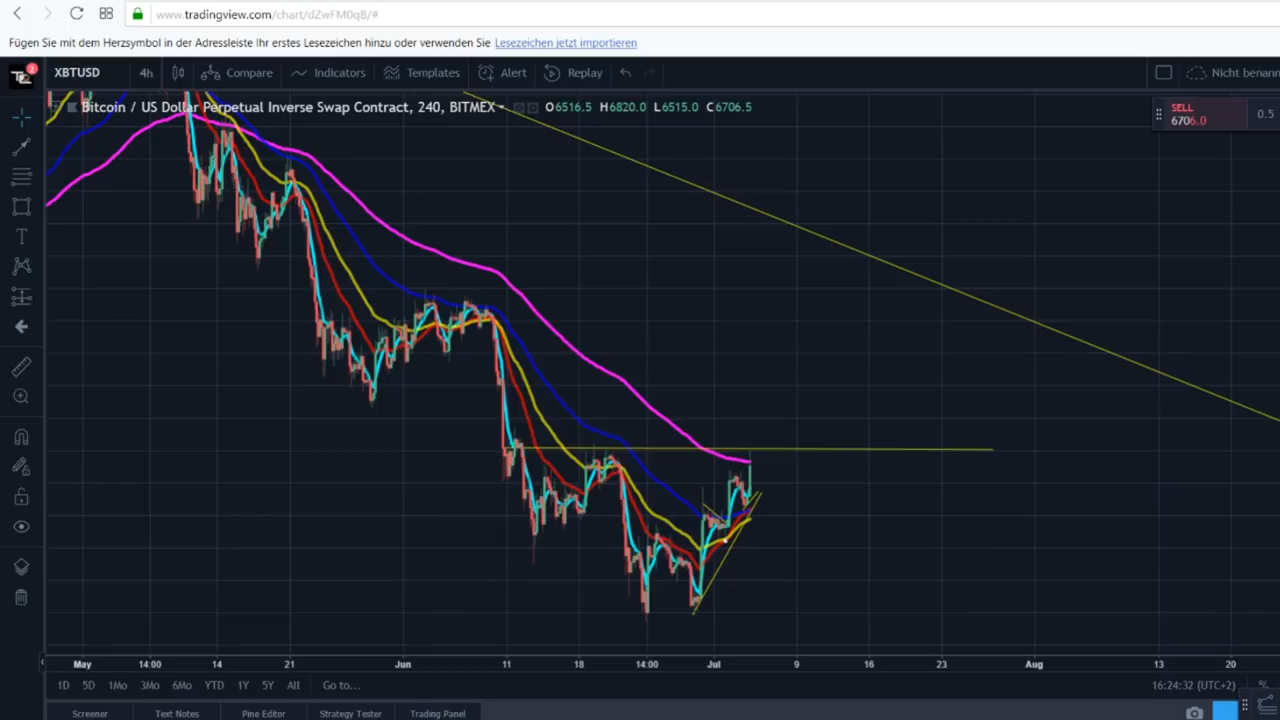 www.tradingview.com/chart/dZwFM0qB/#
Fügen Sie mit dem Herzsymbol in der Adressleiste Ihr erstes Lesezeichen hinzu oder verwenden Sie Lesezeichen jetzt importieren
2
XBTUSD 4h Compare Indicators Templates Alert Replay Nicht benann
Bitcoin / US Dollar Perpetual Inverse Swap Contract, 240, BITMEX O6516.5 H6820.0 L6515.0 C6706.5
SELL
6706.0
0.5
May 14:00 14 21 Jun 11 18 14:00 Jul 9 16 23 Aug 13 20
1D 5D 1Mo 3Mo 6Mo YTD 1Y 5Y All Go to... 16:24:32 (UTC+2) %
Screener Text Notes Pine Editor Strategy Tester Trading Panel